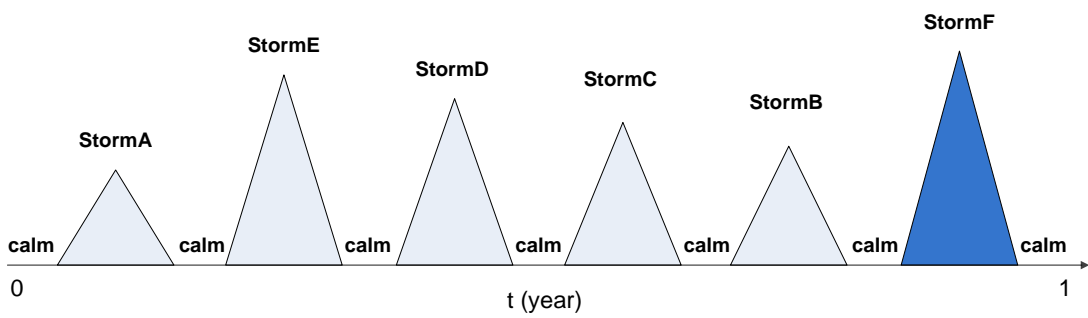 StormF
StormE
StormD
StormC
StormB
StormA
calm calm calm calm calm calm calm
0 1
t (year)